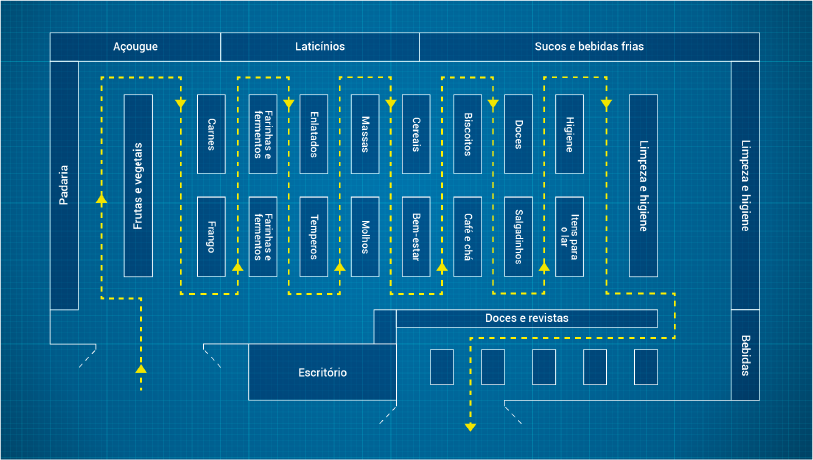 Açougue
Laticínios
Sucos e bebidas frias
Padaria
Frutas e vegetais
Carnes
Farinhas e
fermentos
Enlatados
Massas
Cereais
Biscoitos
Doces
Higiene
Limpeza e higiene
Limpeza e higiene
Frango
Farinhas e
fermentos
Temperos
Molhos
Bem-estar
Café e chá
Salgadinhos
Itens para
o lar
Doces e revistas
Escritório
Bebidas